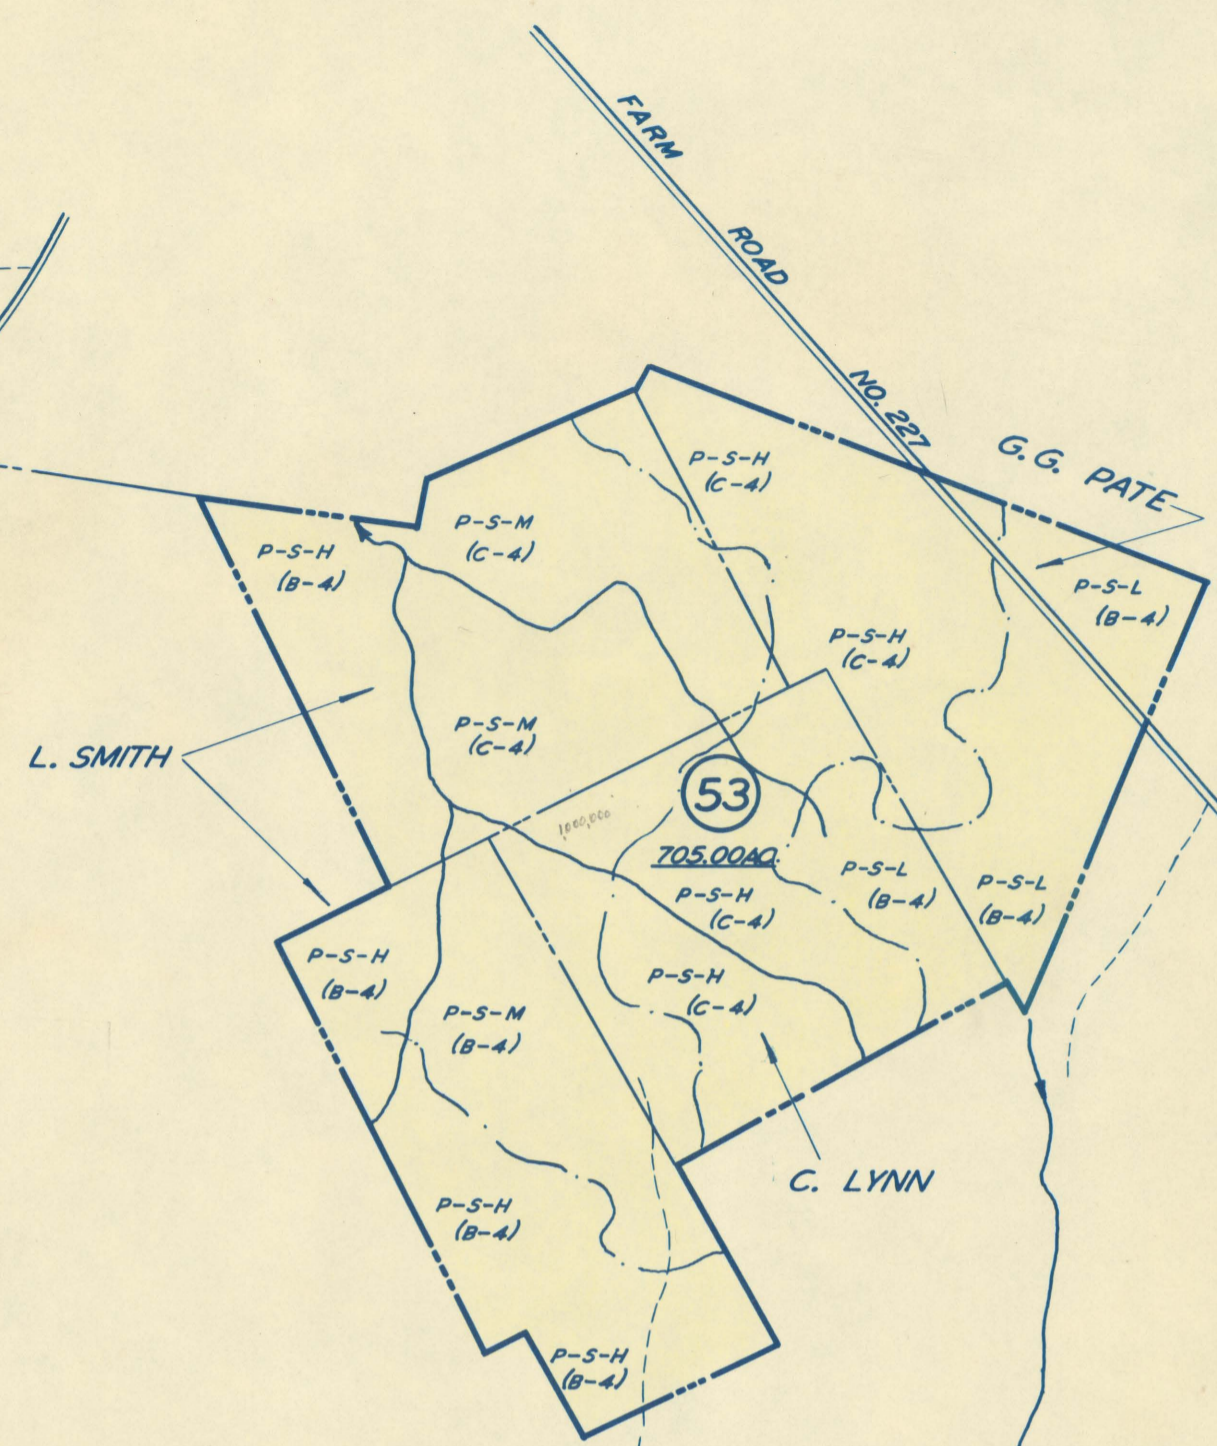 FARM ROAD NO. 227
G.G. PATE
P-S-H
(C-4)
P-S-M
(C-4)
P-S-H
(B-4)
P-S-L
(B-4)
P-S-H
(C-4)
P-S-M
(C-4)
L. SMITH
53
1,000,000
705.00AC.
P-S-H
(C-4)
P-S-L
(B-4)
P-S-L
(B-4)
P-S-H
(B-4)
P-S-H
(C-4)
P-S-M
(B-4)
C. LYNN
P-S-H
(B-4)
P-S-H
(B-4)